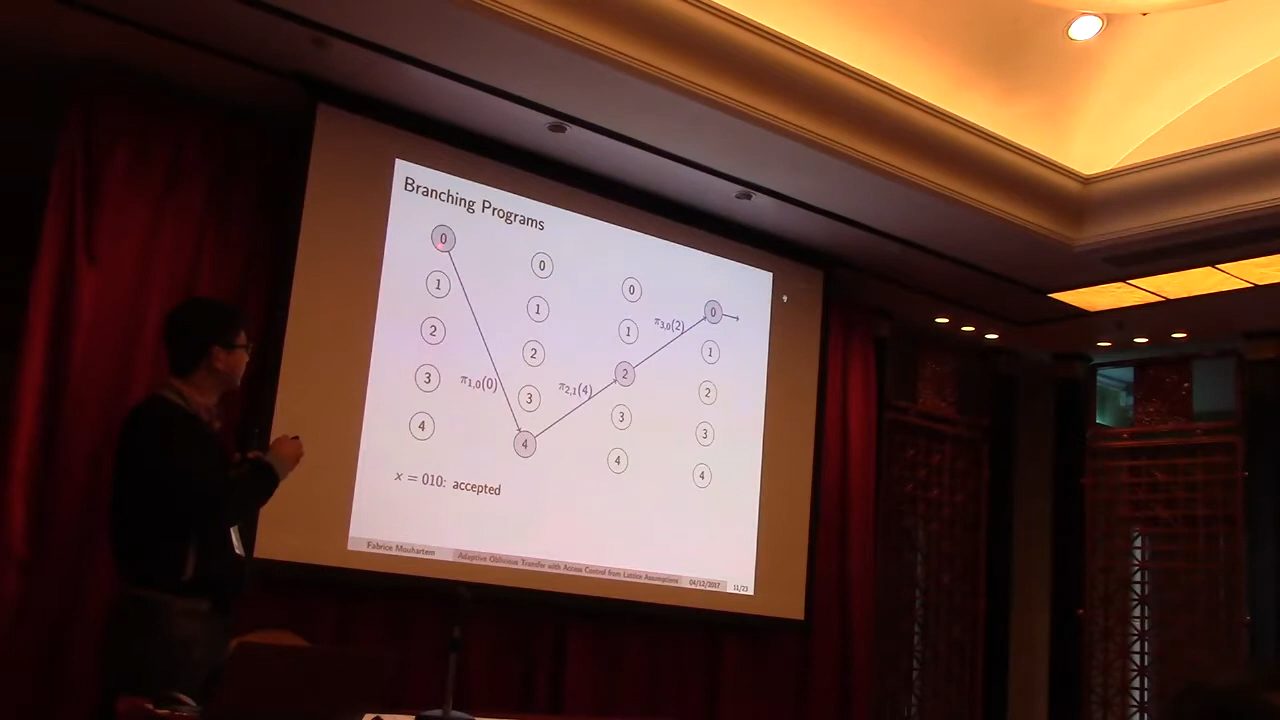 Branching Programs
0 0 0 0
1 1 1 1
2 2 2 2
3 3 3 3
4 4 4 4
π1,0(0) π2,1(4) π3,0(2)
x = 010: accepted
Fabrice Mouhartem Adaptive Oblivious Transfer with Access Control from Lattice Assumptions 04/12/2017 11/23